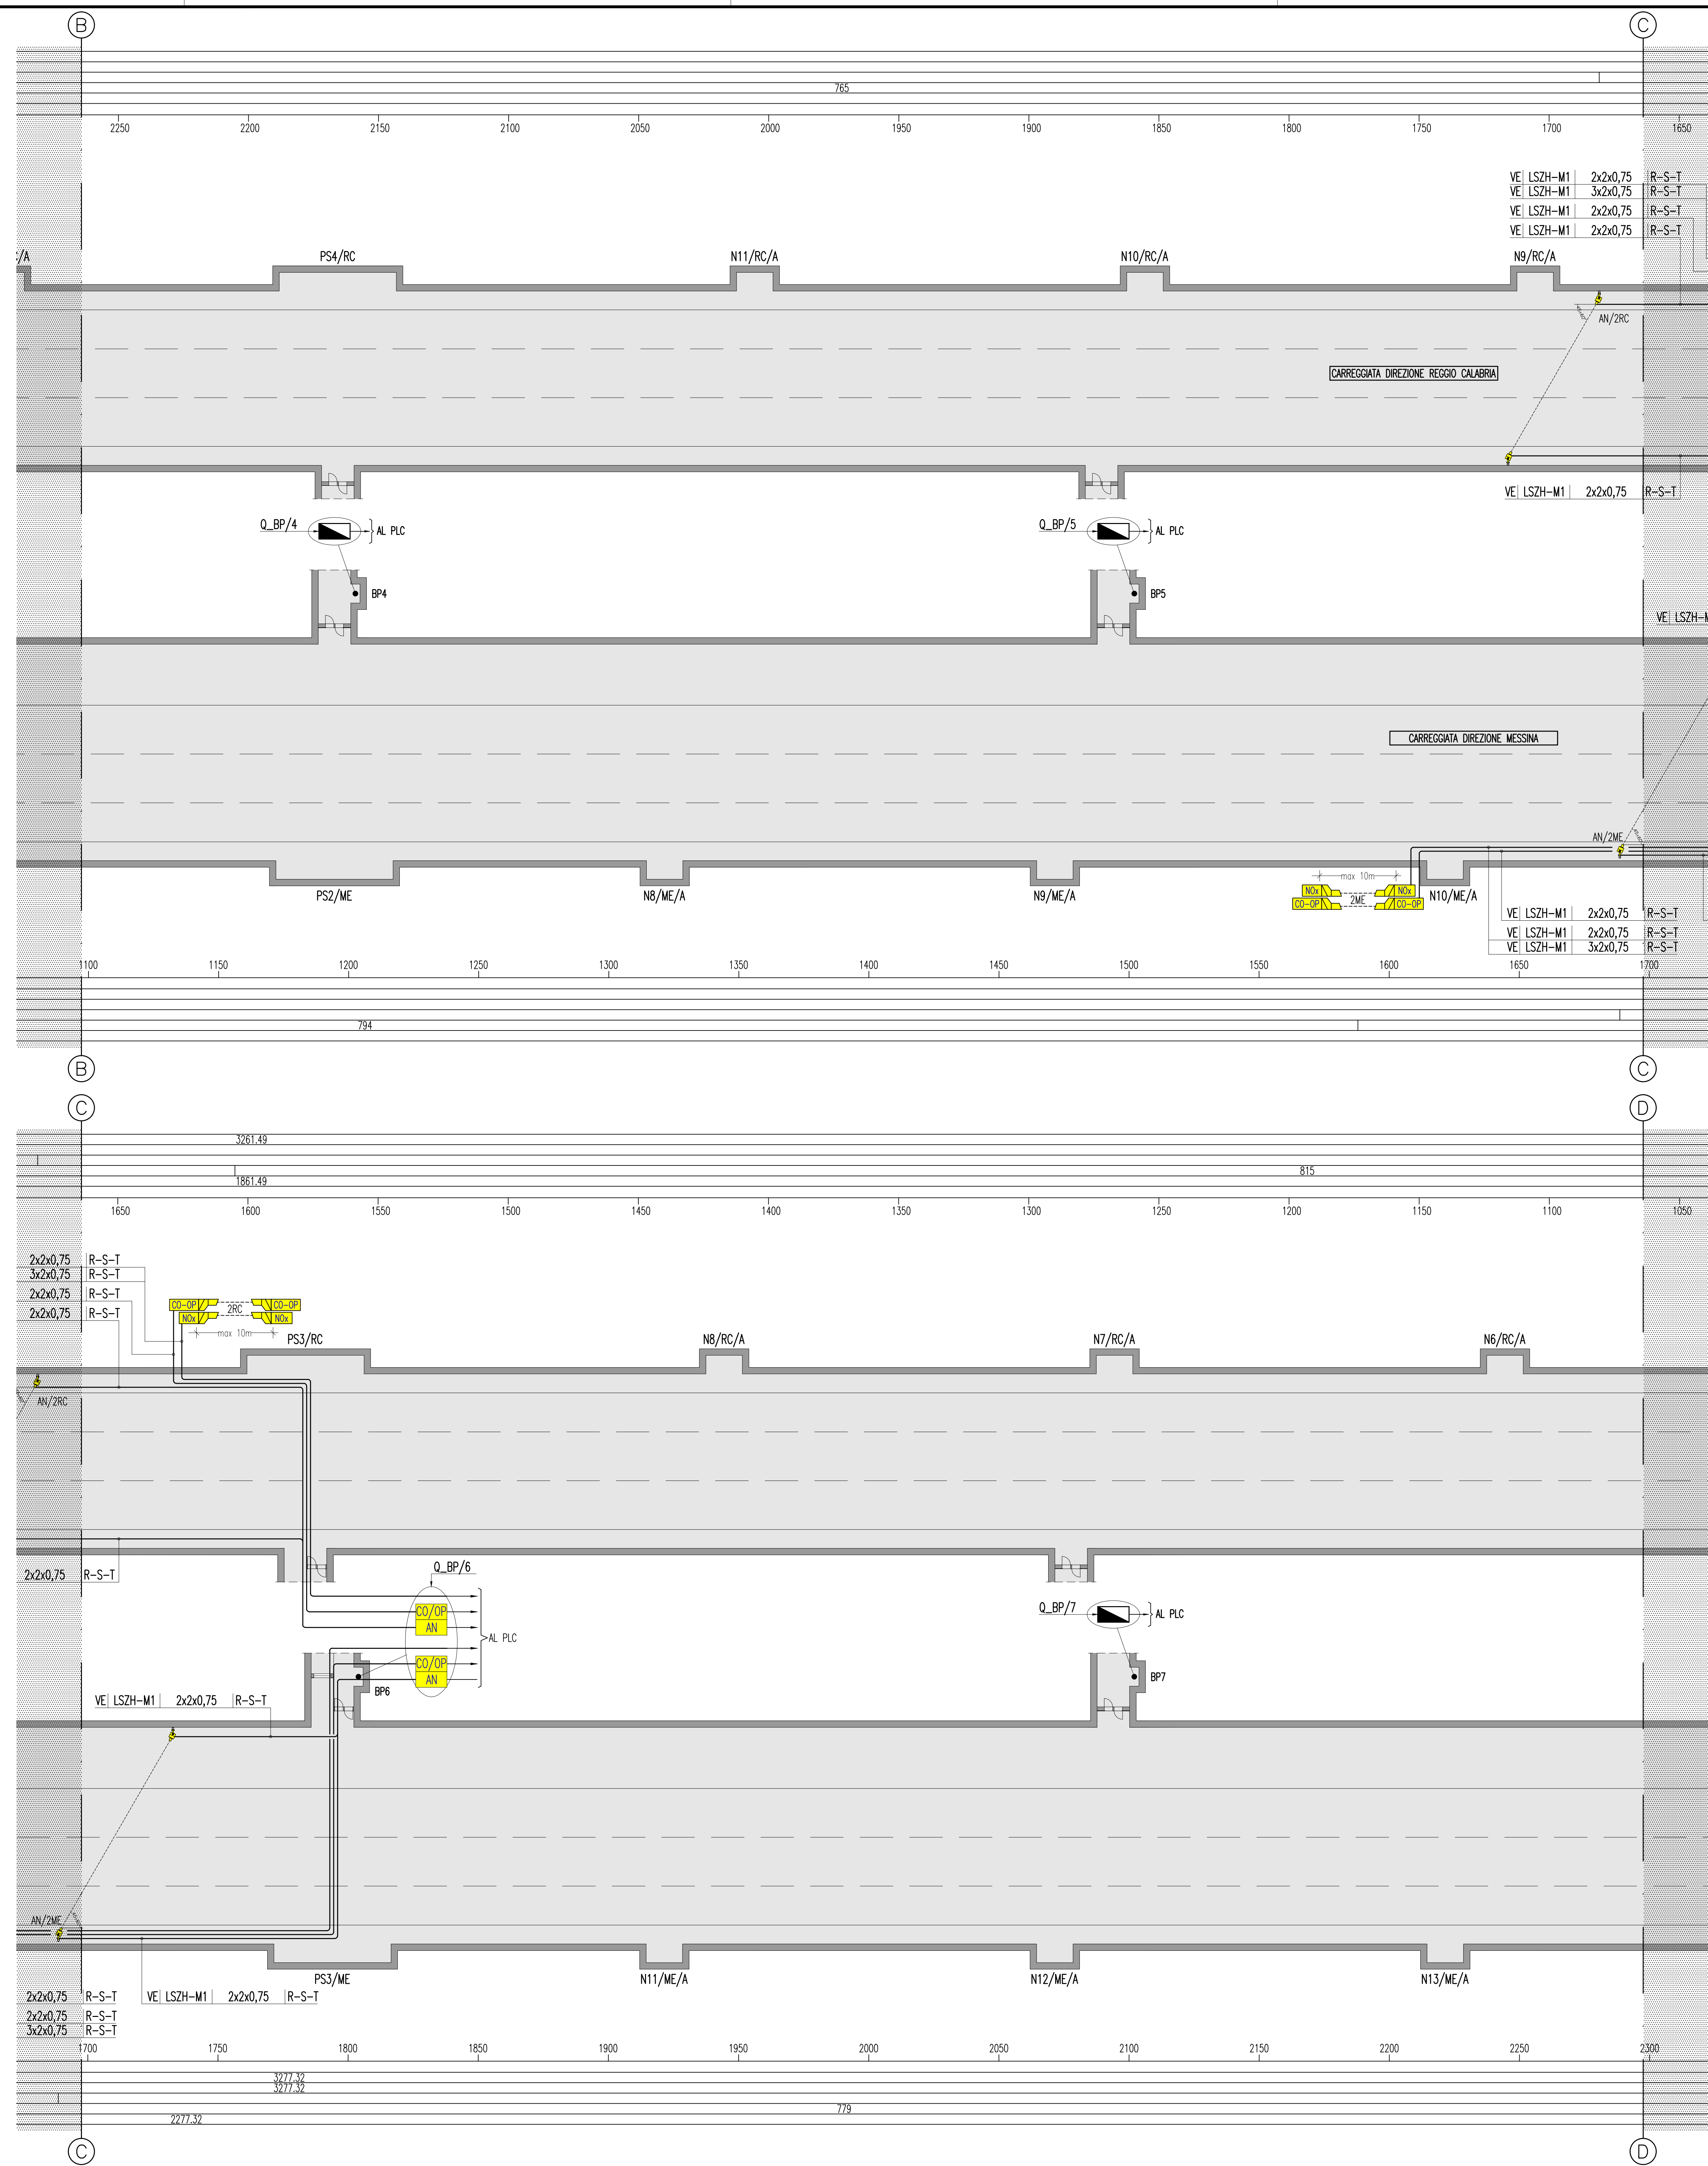 B C
765
2250 2200 2150 2100 2050 2000 1950 1900 1850 1800 1750 1700 1650
VE LSZH-M1 2x2x0,75 R-S-T
VE LSZH-M1 3x2x0,75 R-S-T
VE LSZH-M1 2x2x0,75 R-S-T
VE LSZH-M1 2x2x0,75 R-S-T
C/A PS4/RC N11/RC/A N10/RC/A N9/RC/A
AN/2RC
CARREGGIATA DIREZIONE REGGIO CALABRIA
VE LSZH-M1 2x2x0,75 R-S-T
Q_BP/4 AL PLC Q_BP/5 AL PLC
BP4 BP5
VE LSZH-M
CARREGGIATA DIREZIONE MESSINA
AN/2ME
max 10m
NOx NOx
CO-OP 2ME CO-OP
PS2/ME N8/ME/A N9/ME/A N10/ME/A
VE LSZH-M1 2x2x0,75 R-S-T
VE LSZH-M1 2x2x0,75 R-S-T
VE LSZH-M1 3x2x0,75 R-S-T
1100 1150 1200 1250 1300 1350 1400 1450 1500 1550 1600 1650 1700
794
B C
C D
3261.49
815
1861.49
1650 1600 1550 1500 1450 1400 1350 1300 1250 1200 1150 1100 1050
2x2x0,75 R-S-T
3x2x0,75 R-S-T
2x2x0,75 R-S-T
2x2x0,75 R-S-T
CO-OP 2RC CO-OP
NOx NOx
max 10m
PS3/RC N8/RC/A N7/RC/A N6/RC/A
AN/2RC
2x2x0,75 R-S-T
Q_BP/6
CO/OP
AN
AL PLC
CO/OP
AN
Q_BP/7 AL PLC
BP6 BP7
VE LSZH-M1 2x2x0,75 R-S-T
AN/2ME
PS3/ME N11/ME/A N12/ME/A N13/ME/A
2x2x0,75 R-S-T VE LSZH-M1 2x2x0,75 R-S-T
2x2x0,75 R-S-T
3x2x0,75 R-S-T
1700 1750 1800 1850 1900 1950 2000 2050 2100 2150 2200 2250 2300
3277.32
3277.32
779
2277.32
C D